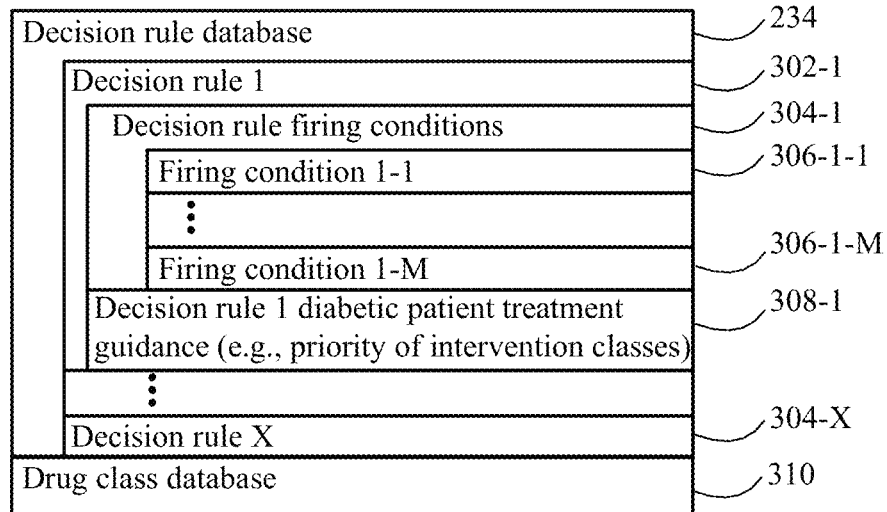 Decision rule database 234
Decision rule 1 302-1
Decision rule firing conditions 304-1
Firing condition 1-1 306-1-1
Firing condition 1-M 306-1-M
Decision rule 1 diabetic patient treatment 308-1
guidance (e.g., priority of intervention classes)
Decision rule X 304-X
Drug class database 310